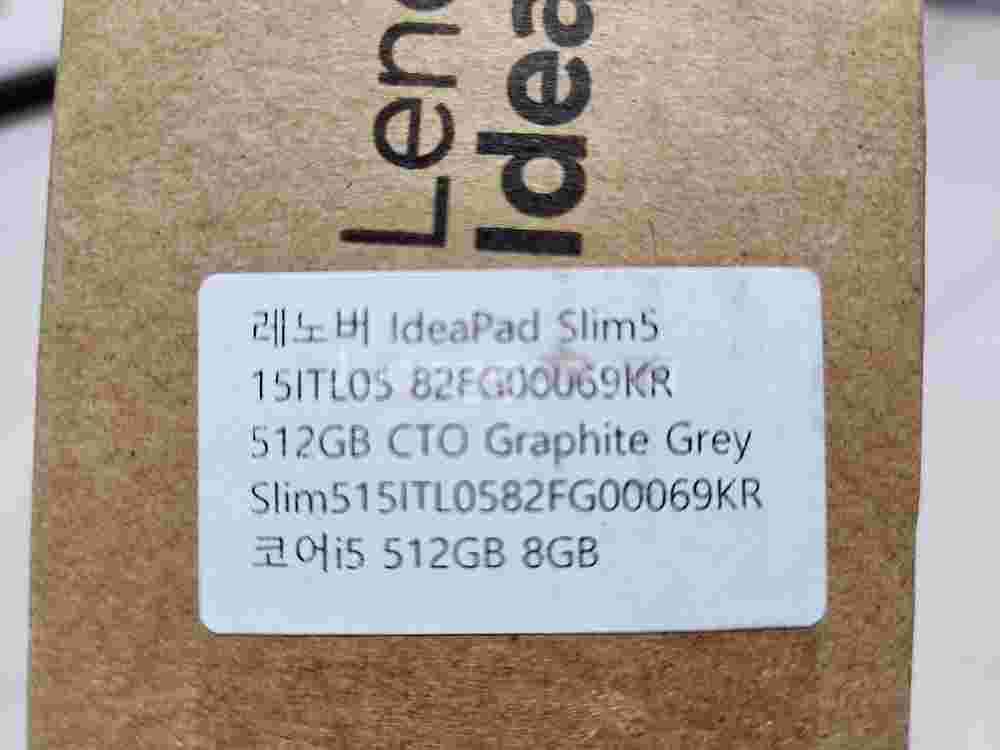 Leno
Idea
레노버 IdeaPad Slim5
15ITL05 82FG00069KR
512GB CTO Graphite Grey
Slim515ITL0582FG00069KR
코어i5 512GB 8GB